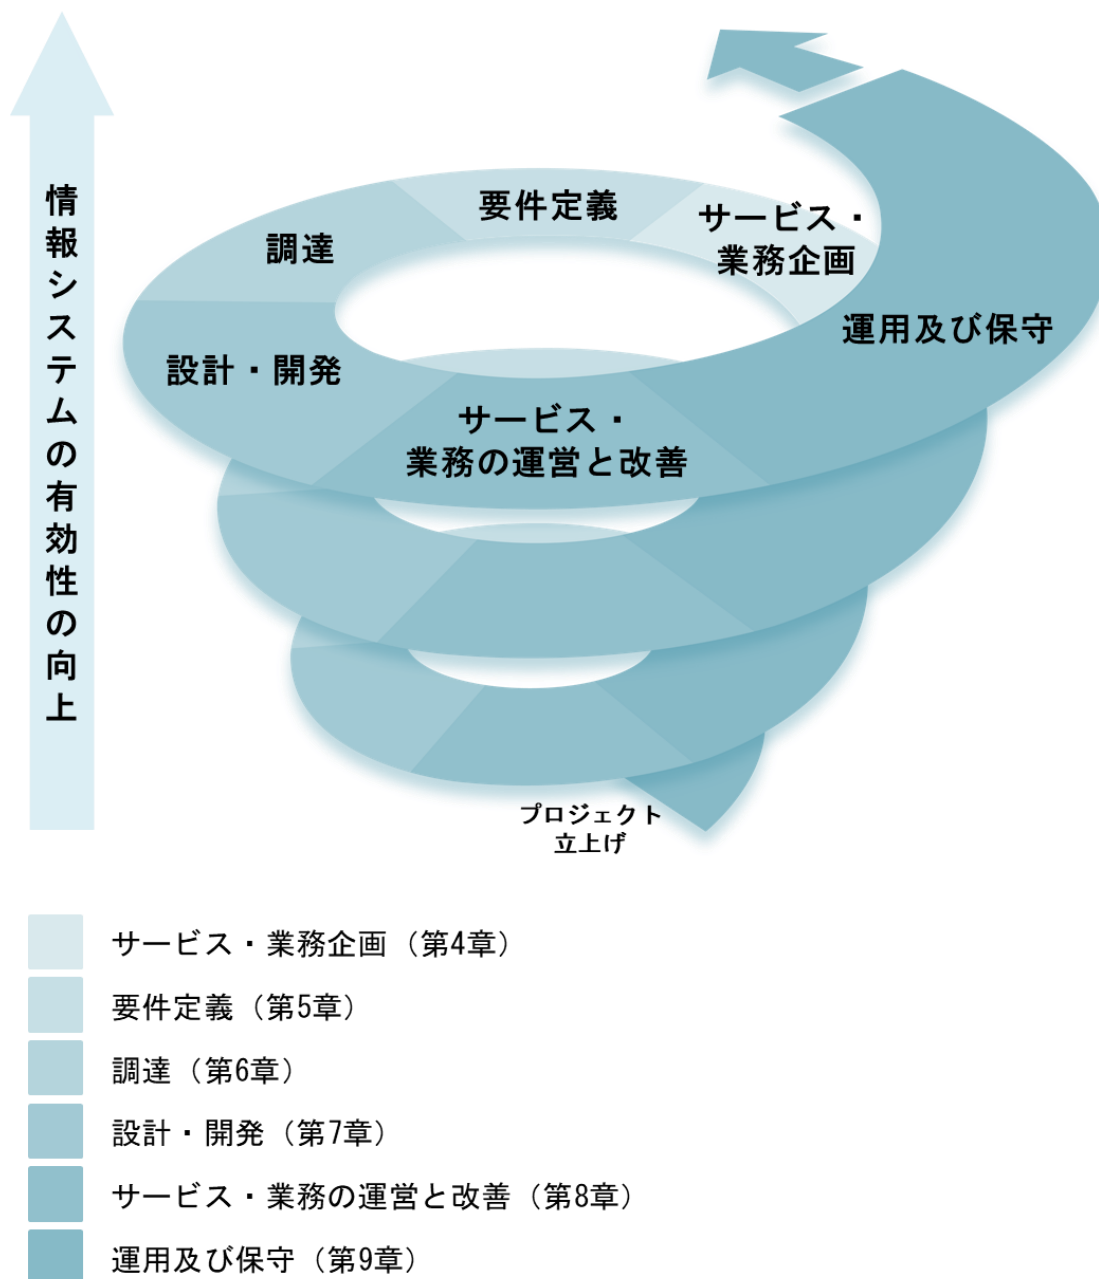 情報システムの有効性の向上
要件定義
サービス・
業務企画
調達
運用及び保守
設計・開発
サービス・
業務の運営と改善
プロジェクト
立上げ
サービス・業務企画（第4章）
要件定義（第5章）
調達（第6章）
設計・開発（第7章）
サービス・業務の運営と改善（第8章）
運用及び保守（第9章）